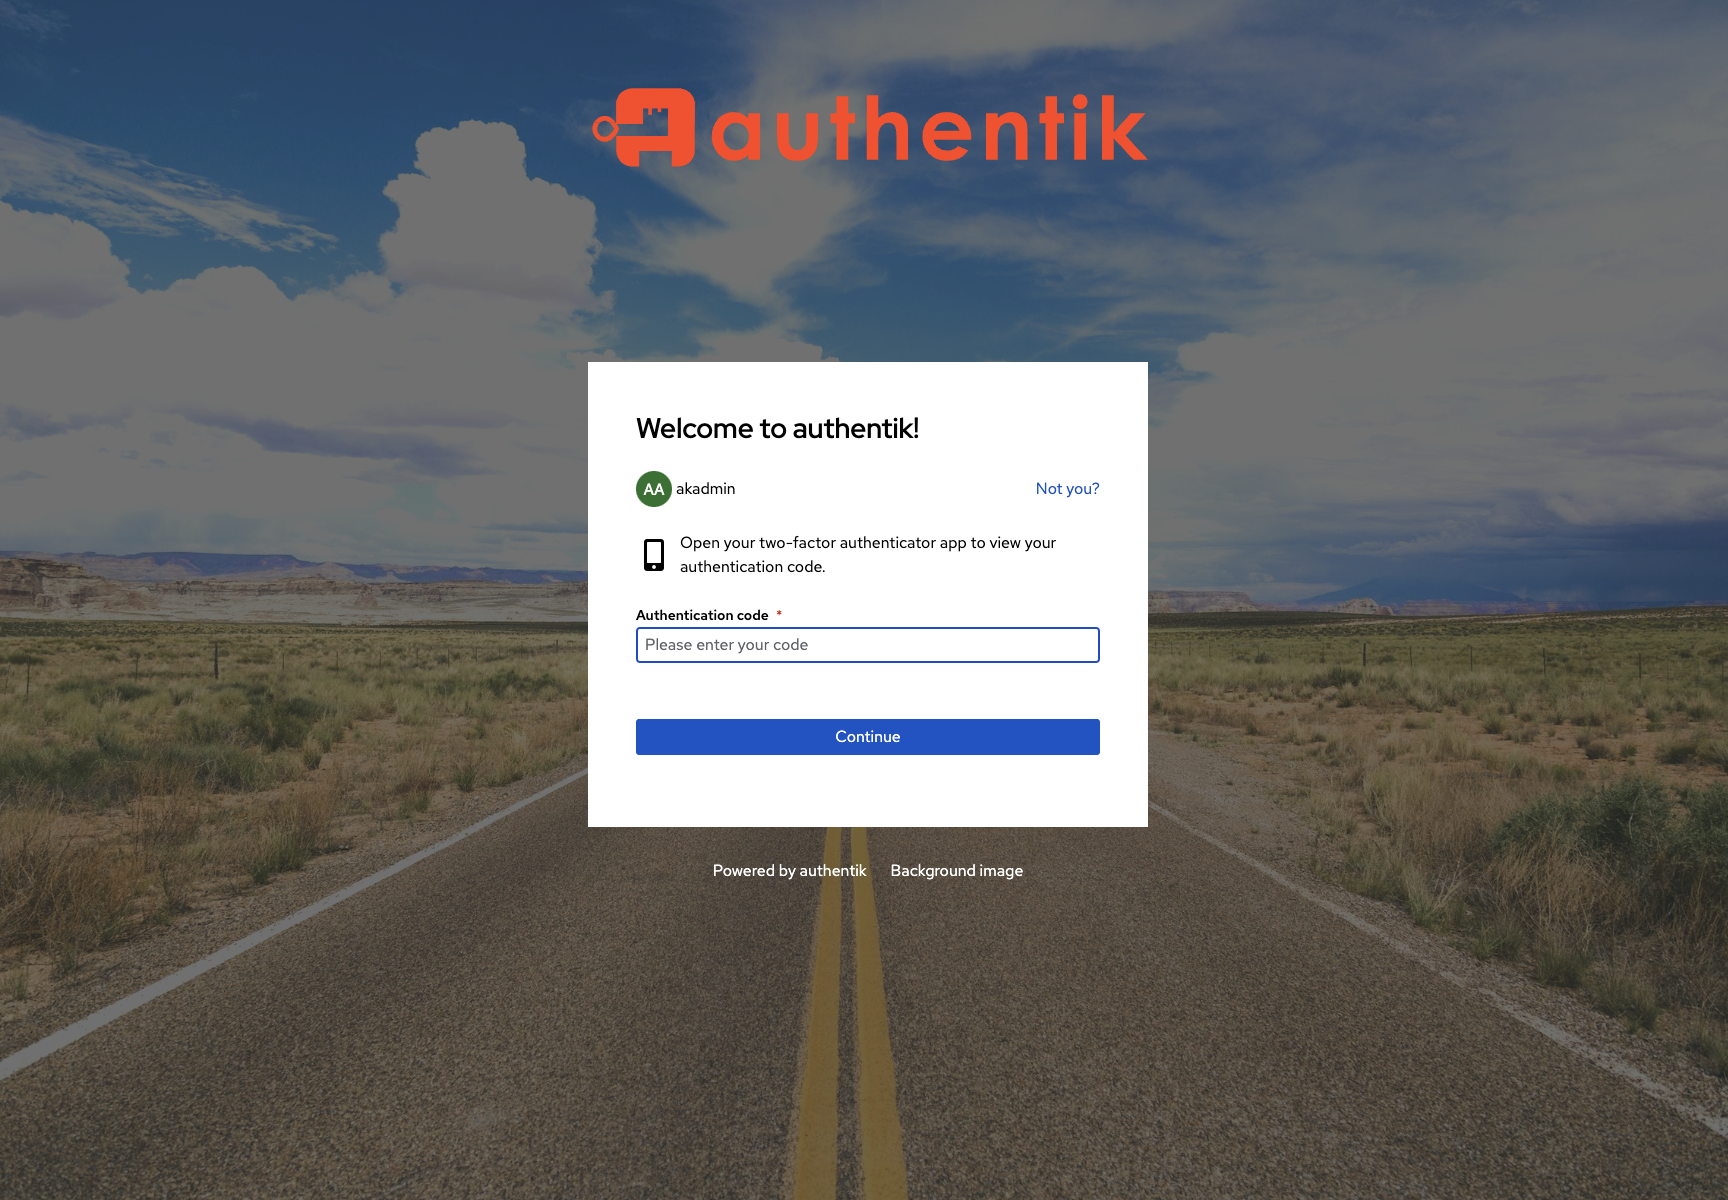 authentik
Welcome to authentik!
AA akadmin Not you?
Open your two-factor authenticator app to view your
authentication code.
Authentication code *
Please enter your code
Continue
Powered by authentik Background image